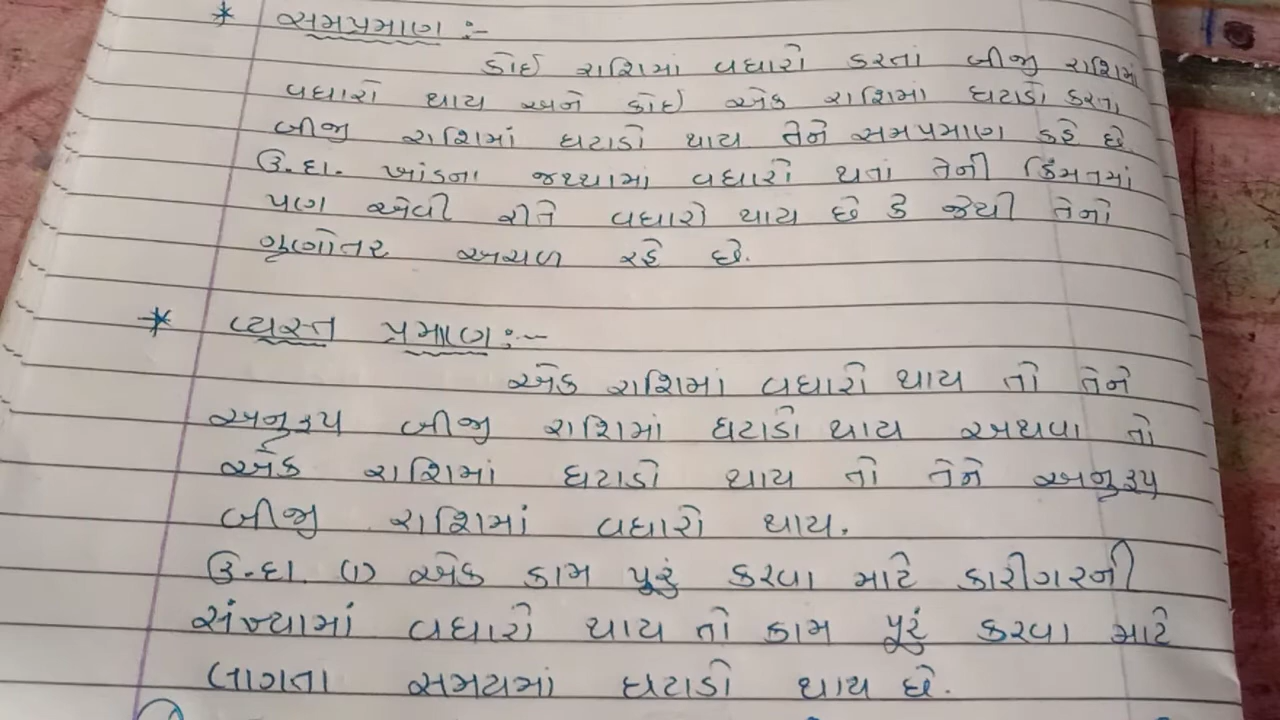 * સમપ્રમાણ :-
કોઈ રાશિમાં વધારો કરતાં બીજી રાશિમાં
વધારો થાય અને કોઈ એક રાશિમાં ઘટાડો કરતા
બીજી રાશિમાં ઘટાડો થાય તેને સમપ્રમાણ કહે છે.
ઉ.દા. ખાંડના જથ્થામાં વધારો થતાં તેની કિંમતમાં
પણ એવી રીતે વધારો થાય છે કે જેથી તેનો
ગુણોતર અચળ રહે છે.
* વ્યસ્ત પ્રમાણ :-
એક રાશિમાં વધારો થાય તો તેને
અનુરૂપ બીજી રાશિમાં ઘટાડો થાય અથવા તો
એક રાશિમાં ઘટાડો થાય તો તેને અનુરૂપ
બીજી રાશિમાં વધારો થાય.
ઉ.દા. (1) એક કામ પૂરું કરવા માટે કારીગરની
સંખ્યામાં વધારો થાય તો કામ પૂરું કરવા માટે
લાગતા સમયમાં ઘટાડો થાય છે.